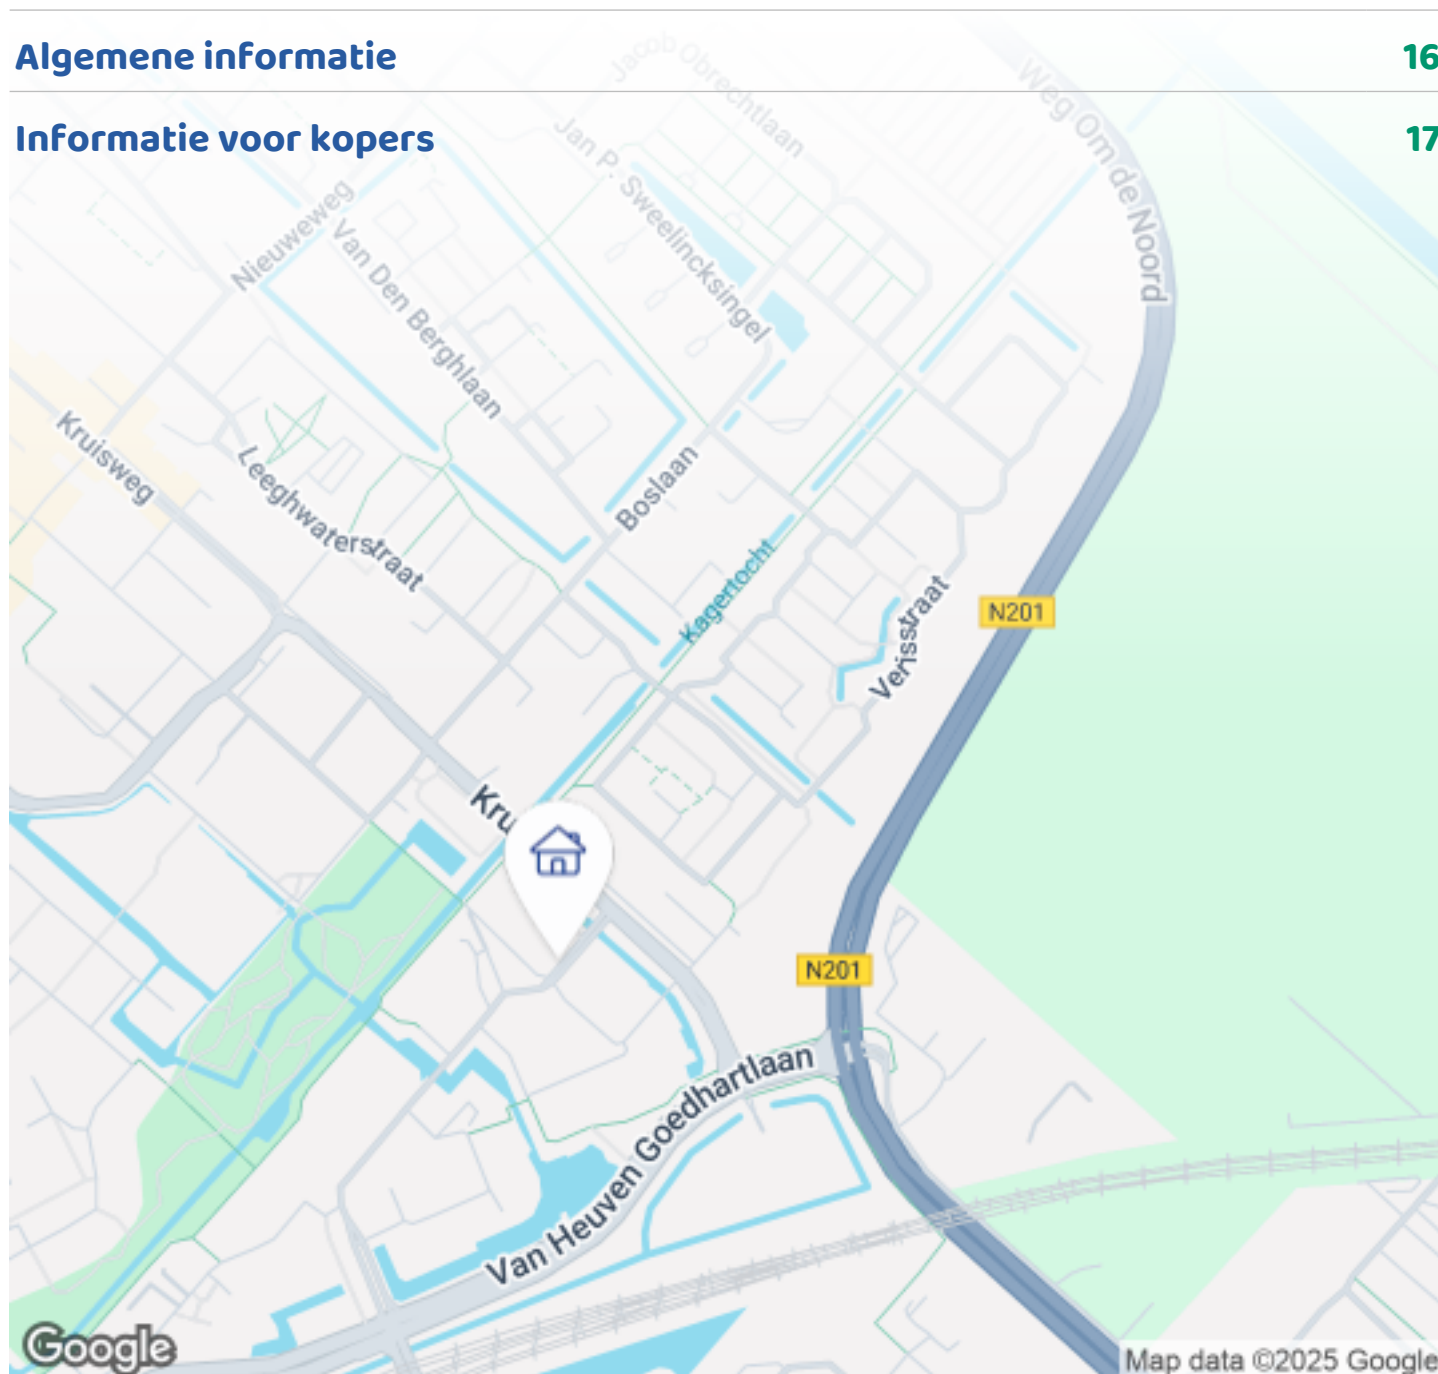 Algemene informatie 16
Informatie voor kopers 17
Jacob Obrechtlaan
Weg Om de Noord
Jan P. Sweelincksingel
Nieuweweg
Van Den Berghlaan
Kruisweg
Leeghwaterstraat
Boslaan
Kagertocht
N201
Verisstraat
Kru
N201
Van Heuven Goedhartlaan
Google
Map data ©2025 Google